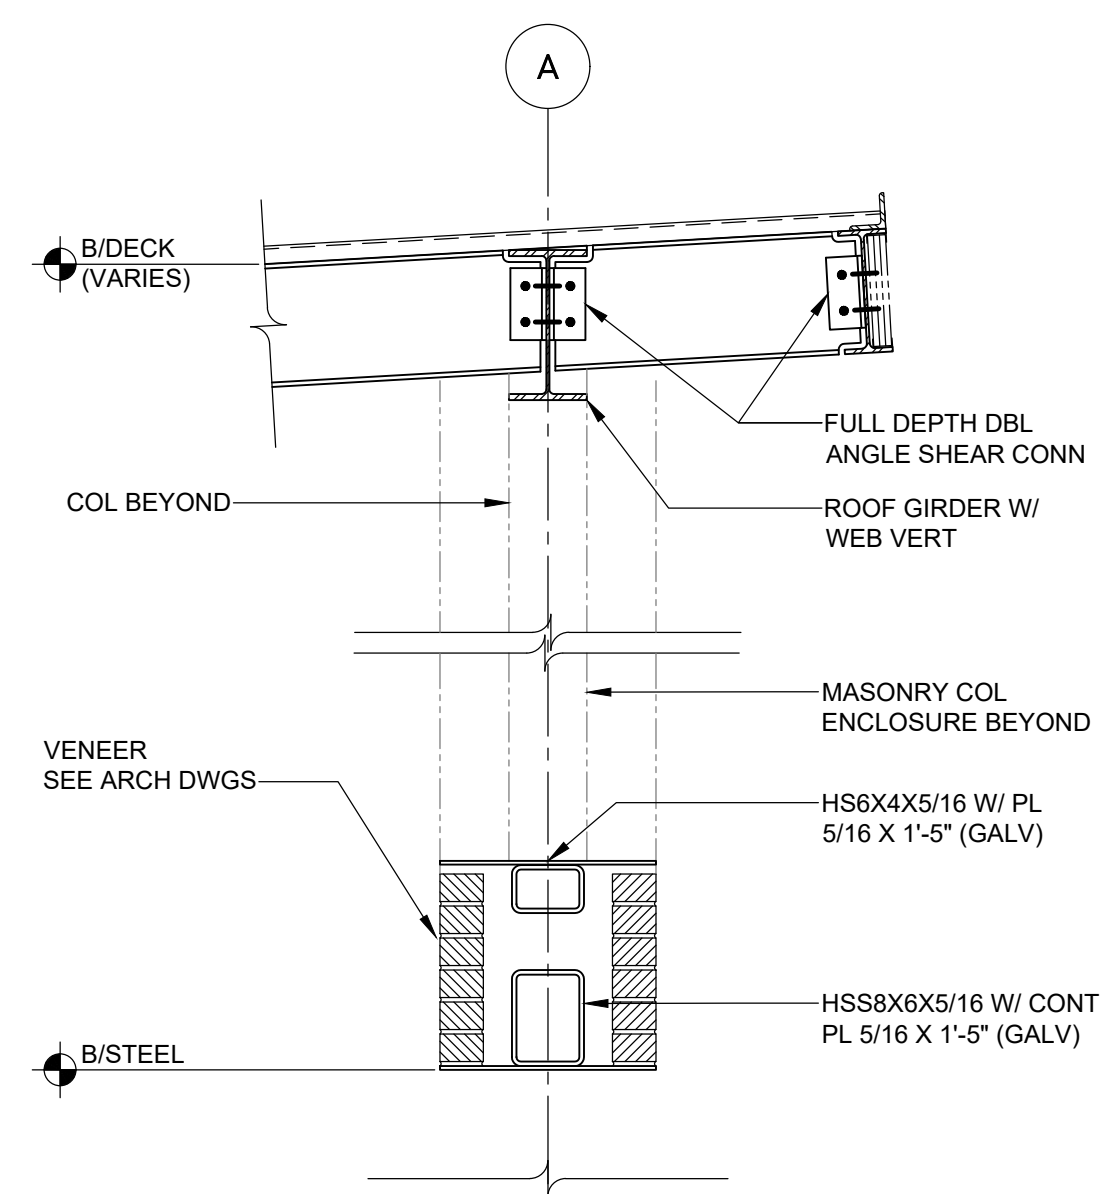 A
B/DECK
(VARIES)
FULL DEPTH DBL
ANGLE SHEAR CONN
COL BEYOND
ROOF GIRDER W/
WEB VERT
MASONRY COL
ENCLOSURE BEYOND
VENEER
SEE ARCH DWGS
HS6X4X5/16 W/ PL
5/16 X 1'-5" (GALV)
HSS8X6X5/16 W/ CONT
PL 5/16 X 1'-5" (GALV)
B/STEEL